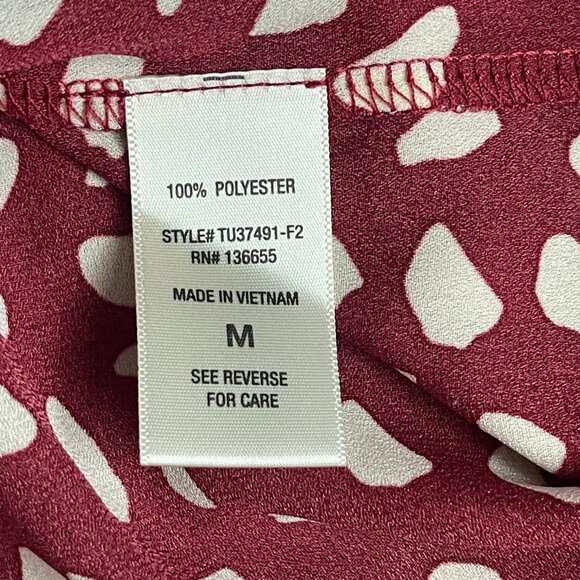 100% POLYESTER
STYLE# TU37491-F2
RN# 136655
MADE IN VIETNAM
M
SEE REVERSE
FOR CARE